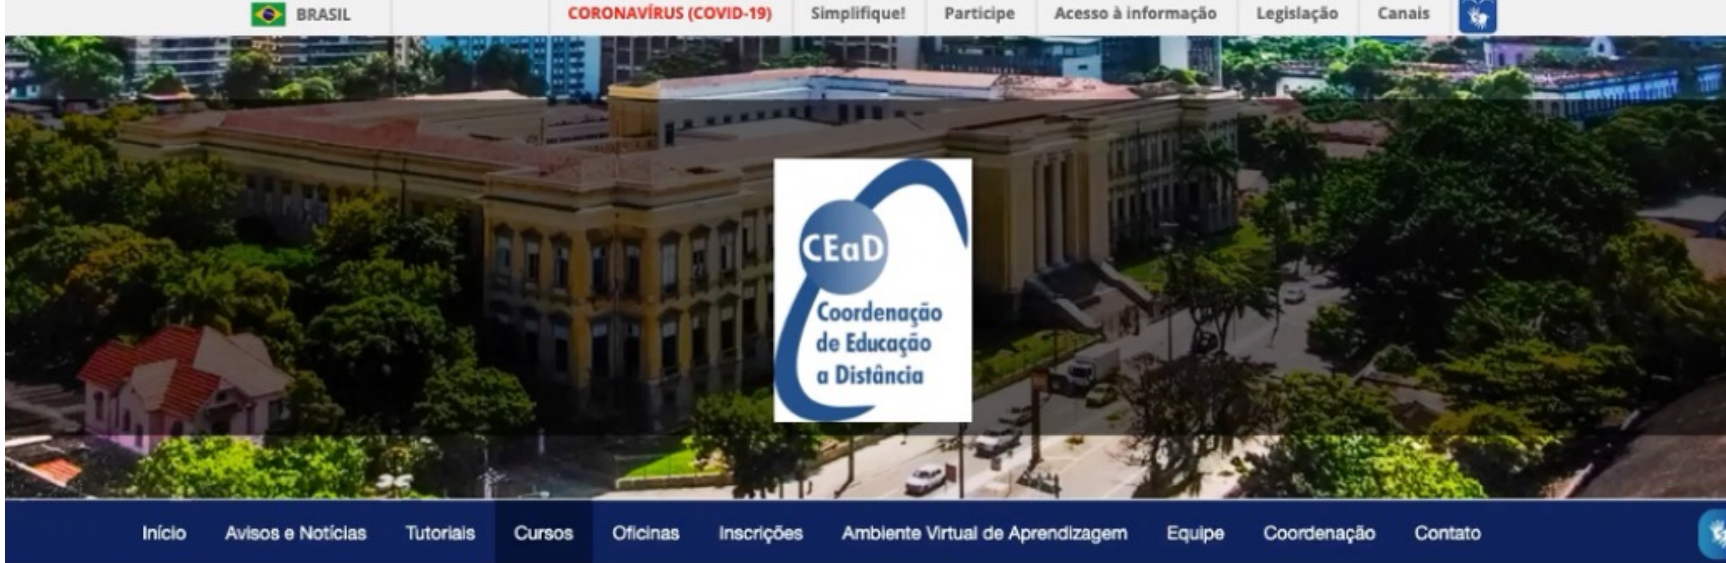 BRASIL CORONAVÍRUS (COVID-19) Simplifique! Participe Acesso à informação Legislação Canais
CEaD
Coordenação
de Educação
a Distância
Início Avisos e Notícias Tutoriais Cursos Oficinas Inscrições Ambiente Virtual de Aprendizagem Equipe Coordenação Contato